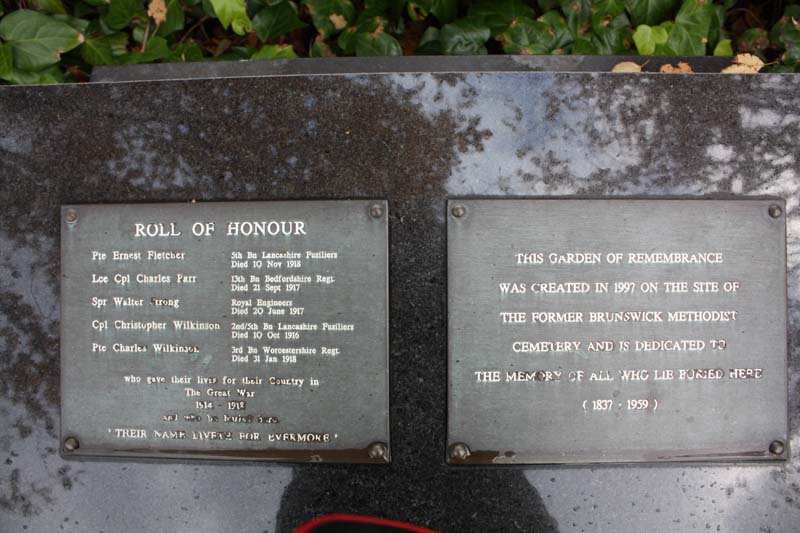 ROLL OF HONOUR
Pte Ernest Fletcher 5th Bn Lancashire Fusiliers
Died 10 Nov 1918
Lce Cpl Charles Parr 13th Bn Bedfordshire Regt.
Died 21 Sept 1917
Spr Walter Strong Royal Engineers
Died 20 June 1917
Cpl Christopher Wilkinson 2nd/5th Bn Lancashire Fusiliers
Died 10 Oct 1916
Pte Charles Wilkinson 3rd Bn Worcestershire Regt.
Died 31 Jan 1918
who gave their lives for their Country in
The Great War
1914 - 1918
and who lie buried here
' THEIR NAME LIVETH FOR EVERMORE '
THIS GARDEN OF REMEMBRANCE
WAS CREATED IN 1997 ON THE SITE OF
THE FORMER BRUNSWICK METHODIST
CEMETERY AND IS DEDICATED TO
THE MEMORY OF ALL WHO LIE BURIED HERE
( 1837 - 1959 )